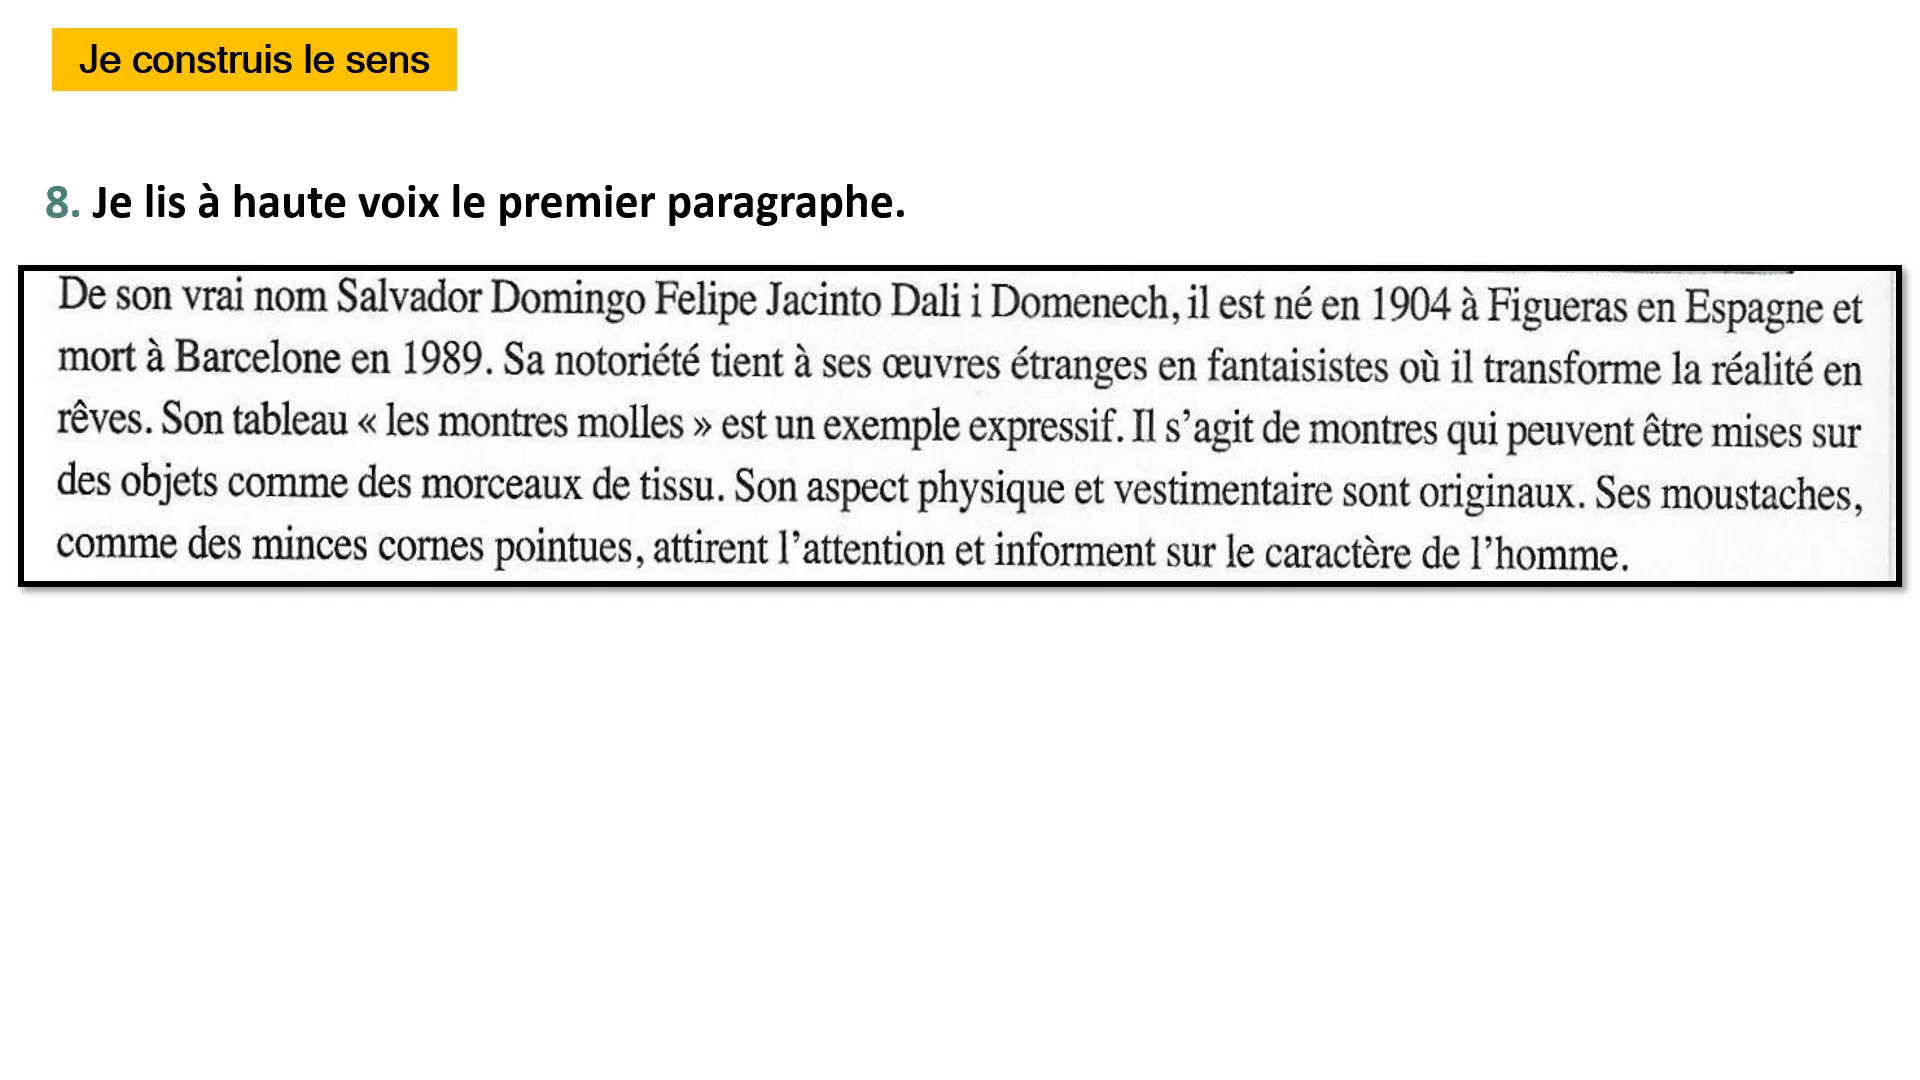 Je construis le sens
8. Je lis à haute voix le premier paragraphe.
De son vrai nom Salvador Domingo Felipe Jacinto Dali i Domenech, il est né en 1904 à Figueras en Espagne et
mort à Barcelone en 1989. Sa notoriété tient à ses œuvres étranges en fantaisistes où il transforme la réalité en
rêves. Son tableau « les montres molles » est un exemple expressif. Il s’agit de montres qui peuvent être mises sur
des objets comme des morceaux de tissu. Son aspect physique et vestimentaire sont originaux. Ses moustaches,
comme des minces cornes pointues, attirent l’attention et informent sur le caractère de l’homme.